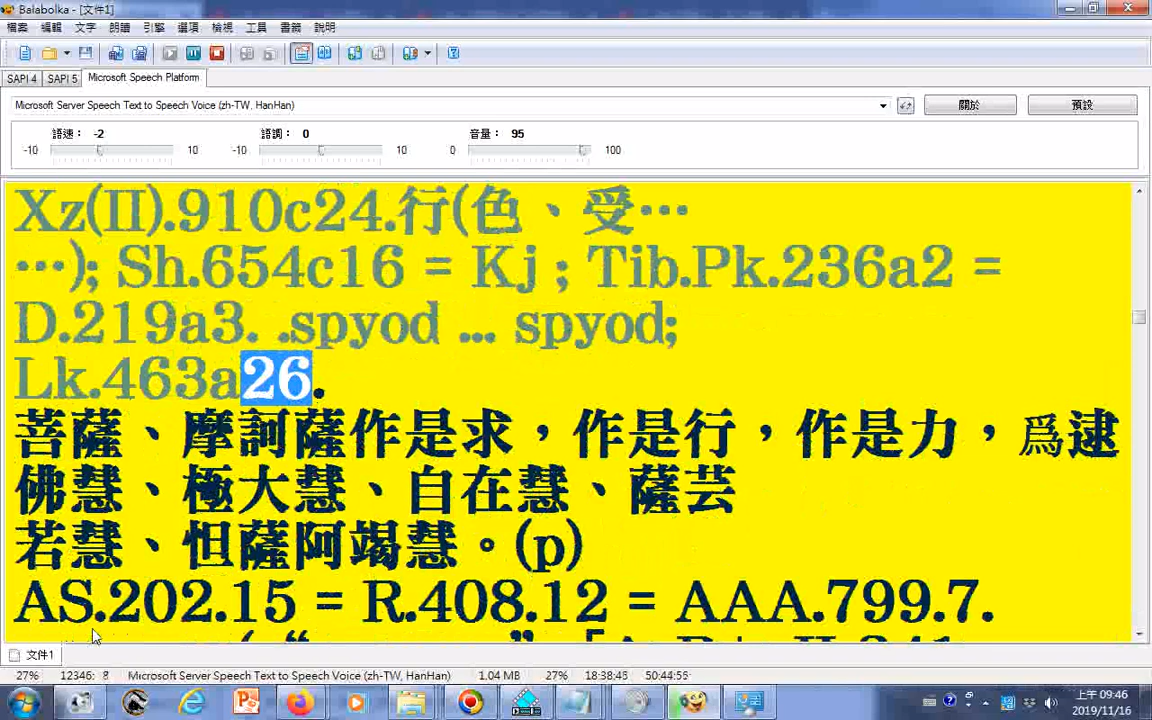 Balabolka - [文件1]
檔案 編輯 文字 朗讀 引擎 選項 檢視 工具 書籤 說明
SAPI 4 SAPI 5 Microsoft Speech Platform
Microsoft Server Speech Text to Speech Voice (zh-TW, HanHan) 關於 預設
語速： -2 語調： 0 音量： 95
-10 10 -10 10 0 100
Xz(II).910c24.行(色、受…
…); Sh.654c16 = Kj ; Tib.Pk.236a2 =
D.219a3. .spyod ... spyod;
Lk.463a26.
菩薩、摩訶薩作是求，作是行，作是力，爲逮
佛慧、極大慧、自在慧、薩芸
若慧、怛薩阿竭慧。(p)
AS.202.15 = R.408.12 = AAA.799.7.
文件1
27% 12346: 8 Microsoft Server Speech Text to Speech Voice (zh-TW, HanHan) 1.04 MB 27% 18:38:48 50:44:55
上午 09:46
2019/11/16